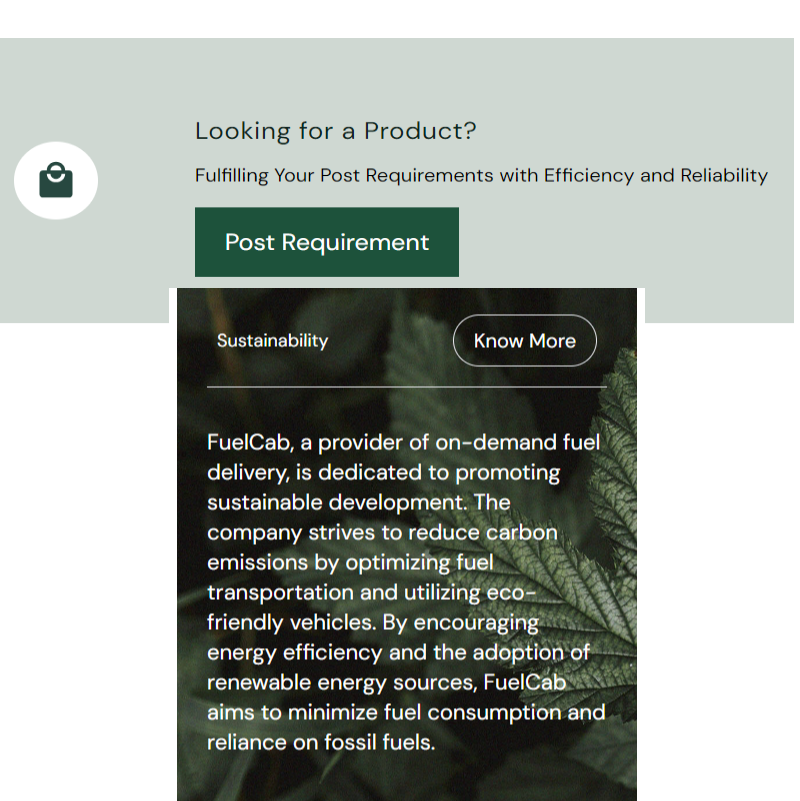 Looking for a Product?
Fulfilling Your Post Requirements with Efficiency and Reliability
Post Requirement
Sustainability
Know More
FuelCab, a provider of on-demand fuel
delivery, is dedicated to promoting
sustainable development. The
company strives to reduce carbon
emissions by optimizing fuel
transportation and utilizing eco-
friendly vehicles. By encouraging
energy efficiency and the adoption of
renewable energy sources, FuelCab
aims to minimize fuel consumption and
reliance on fossil fuels.